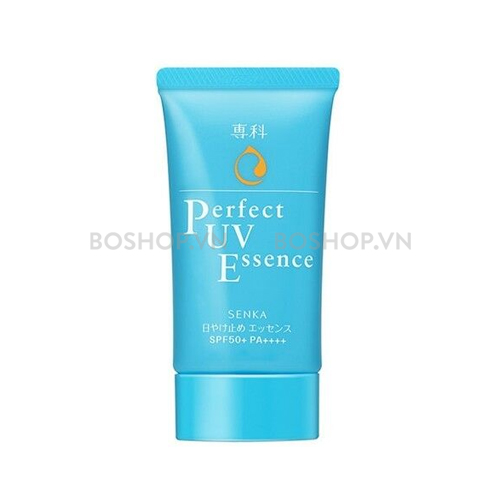 専科
Perfect
UV
Essence
BOSHOP.VN BOSHOP.VN
SENKA
日やけ止め エッセンス
SPF50+ PA++++